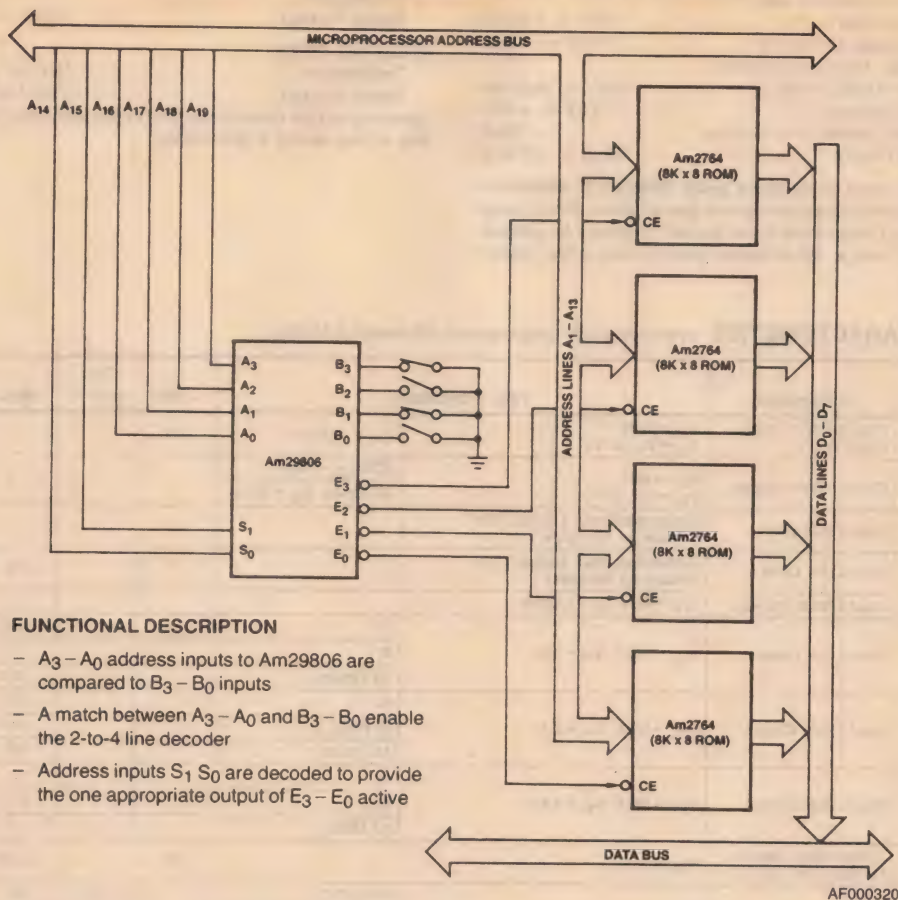 MICROPROCESSOR ADDRESS BUS
A14 A15 A16 A17 A18 A19
Am2764
(8K x 8 ROM)
CE
Am2764
(8K x 8 ROM)
CE
Am2764
(8K x 8 ROM)
CE
Am2764
(8K x 8 ROM)
CE
ADDRESS LINES A1 – A13
DATA LINES D0 – D7
A3 B3
A2 B2
A1 B1
A0 B0
Am29806
E3
E2
S1 E1
S0 E0
FUNCTIONAL DESCRIPTION
– A3 – A0 address inputs to Am29806 are
compared to B3 – B0 inputs
– A match between A3 – A0 and B3 – B0 enable
the 2-to-4 line decoder
– Address inputs S1 S0 are decoded to provide
the one appropriate output of E3 – E0 active
DATA BUS
AF000320